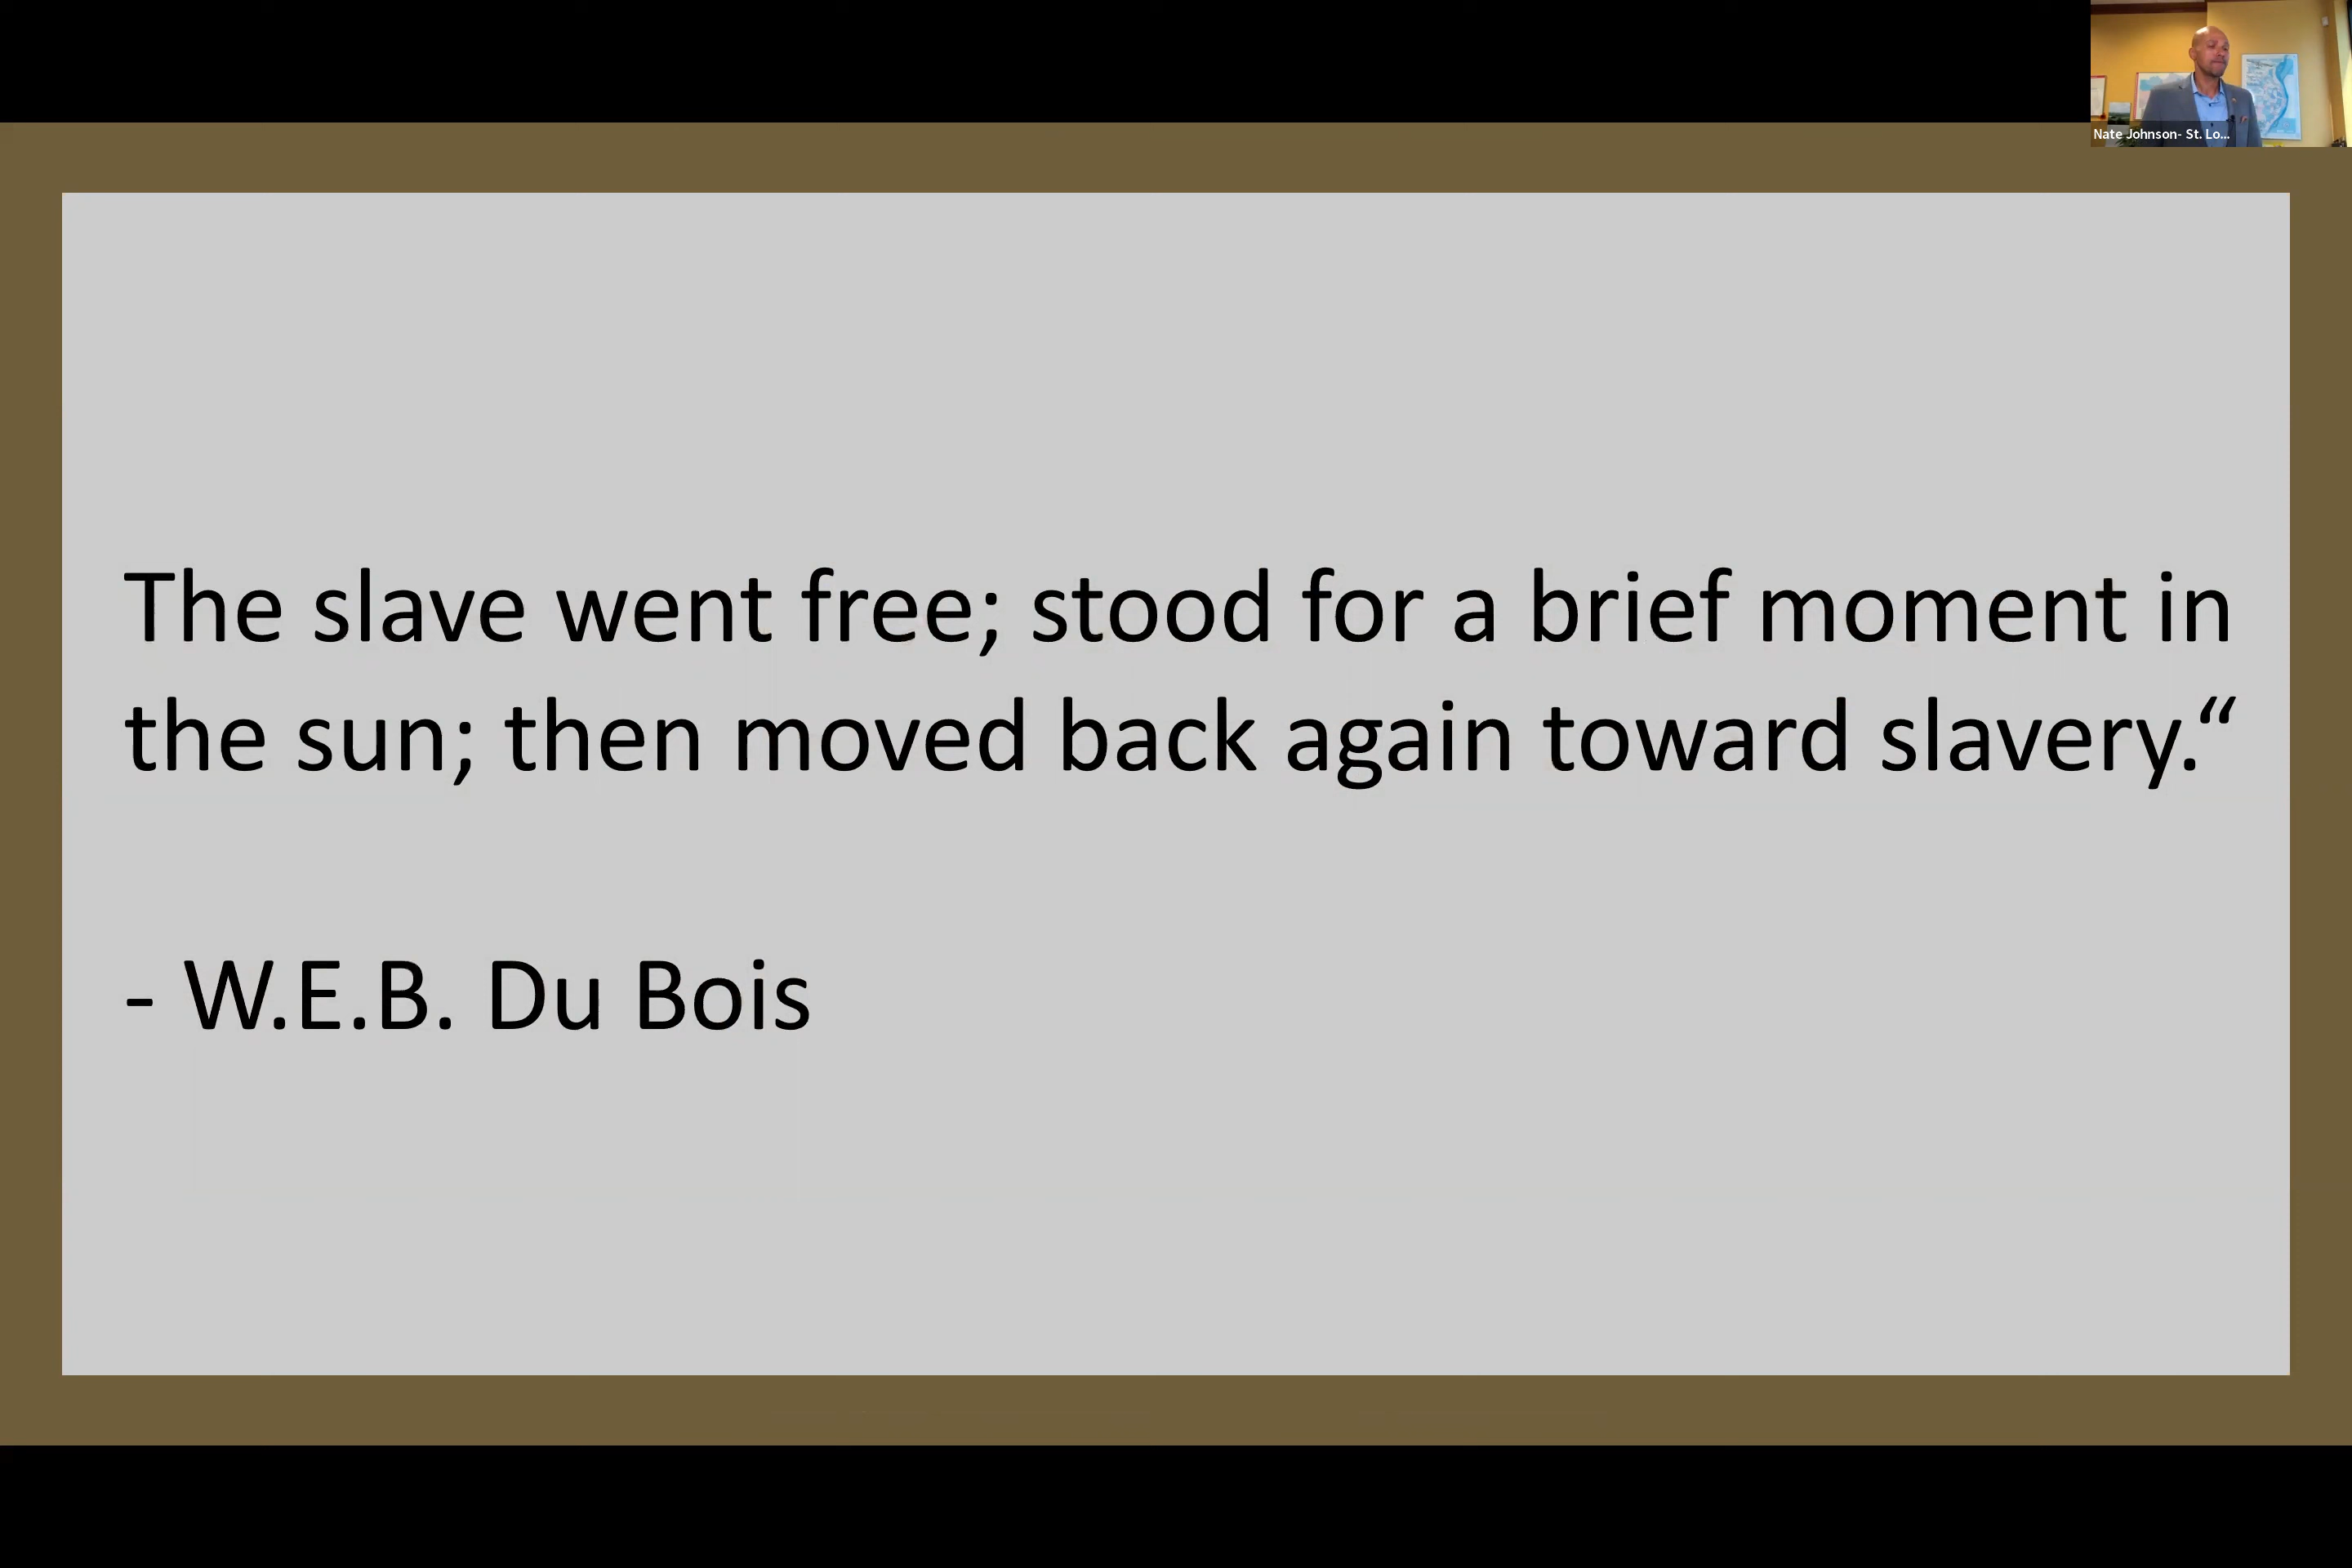 Nate Johnson- St. Lo...
The slave went free; stood for a brief moment in
the sun; then moved back again toward slavery.“
- W.E.B. Du Bois